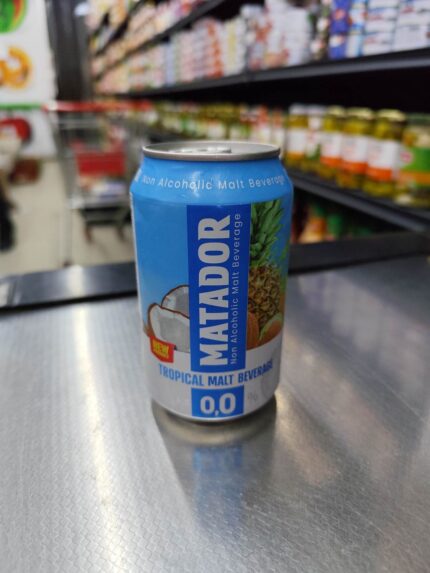 Non Alcoholic Malt Beverage
MATADOR
Non Alcoholic Malt Beverage
NEW
TROPICAL MALT BEVERAGE
0,0
%